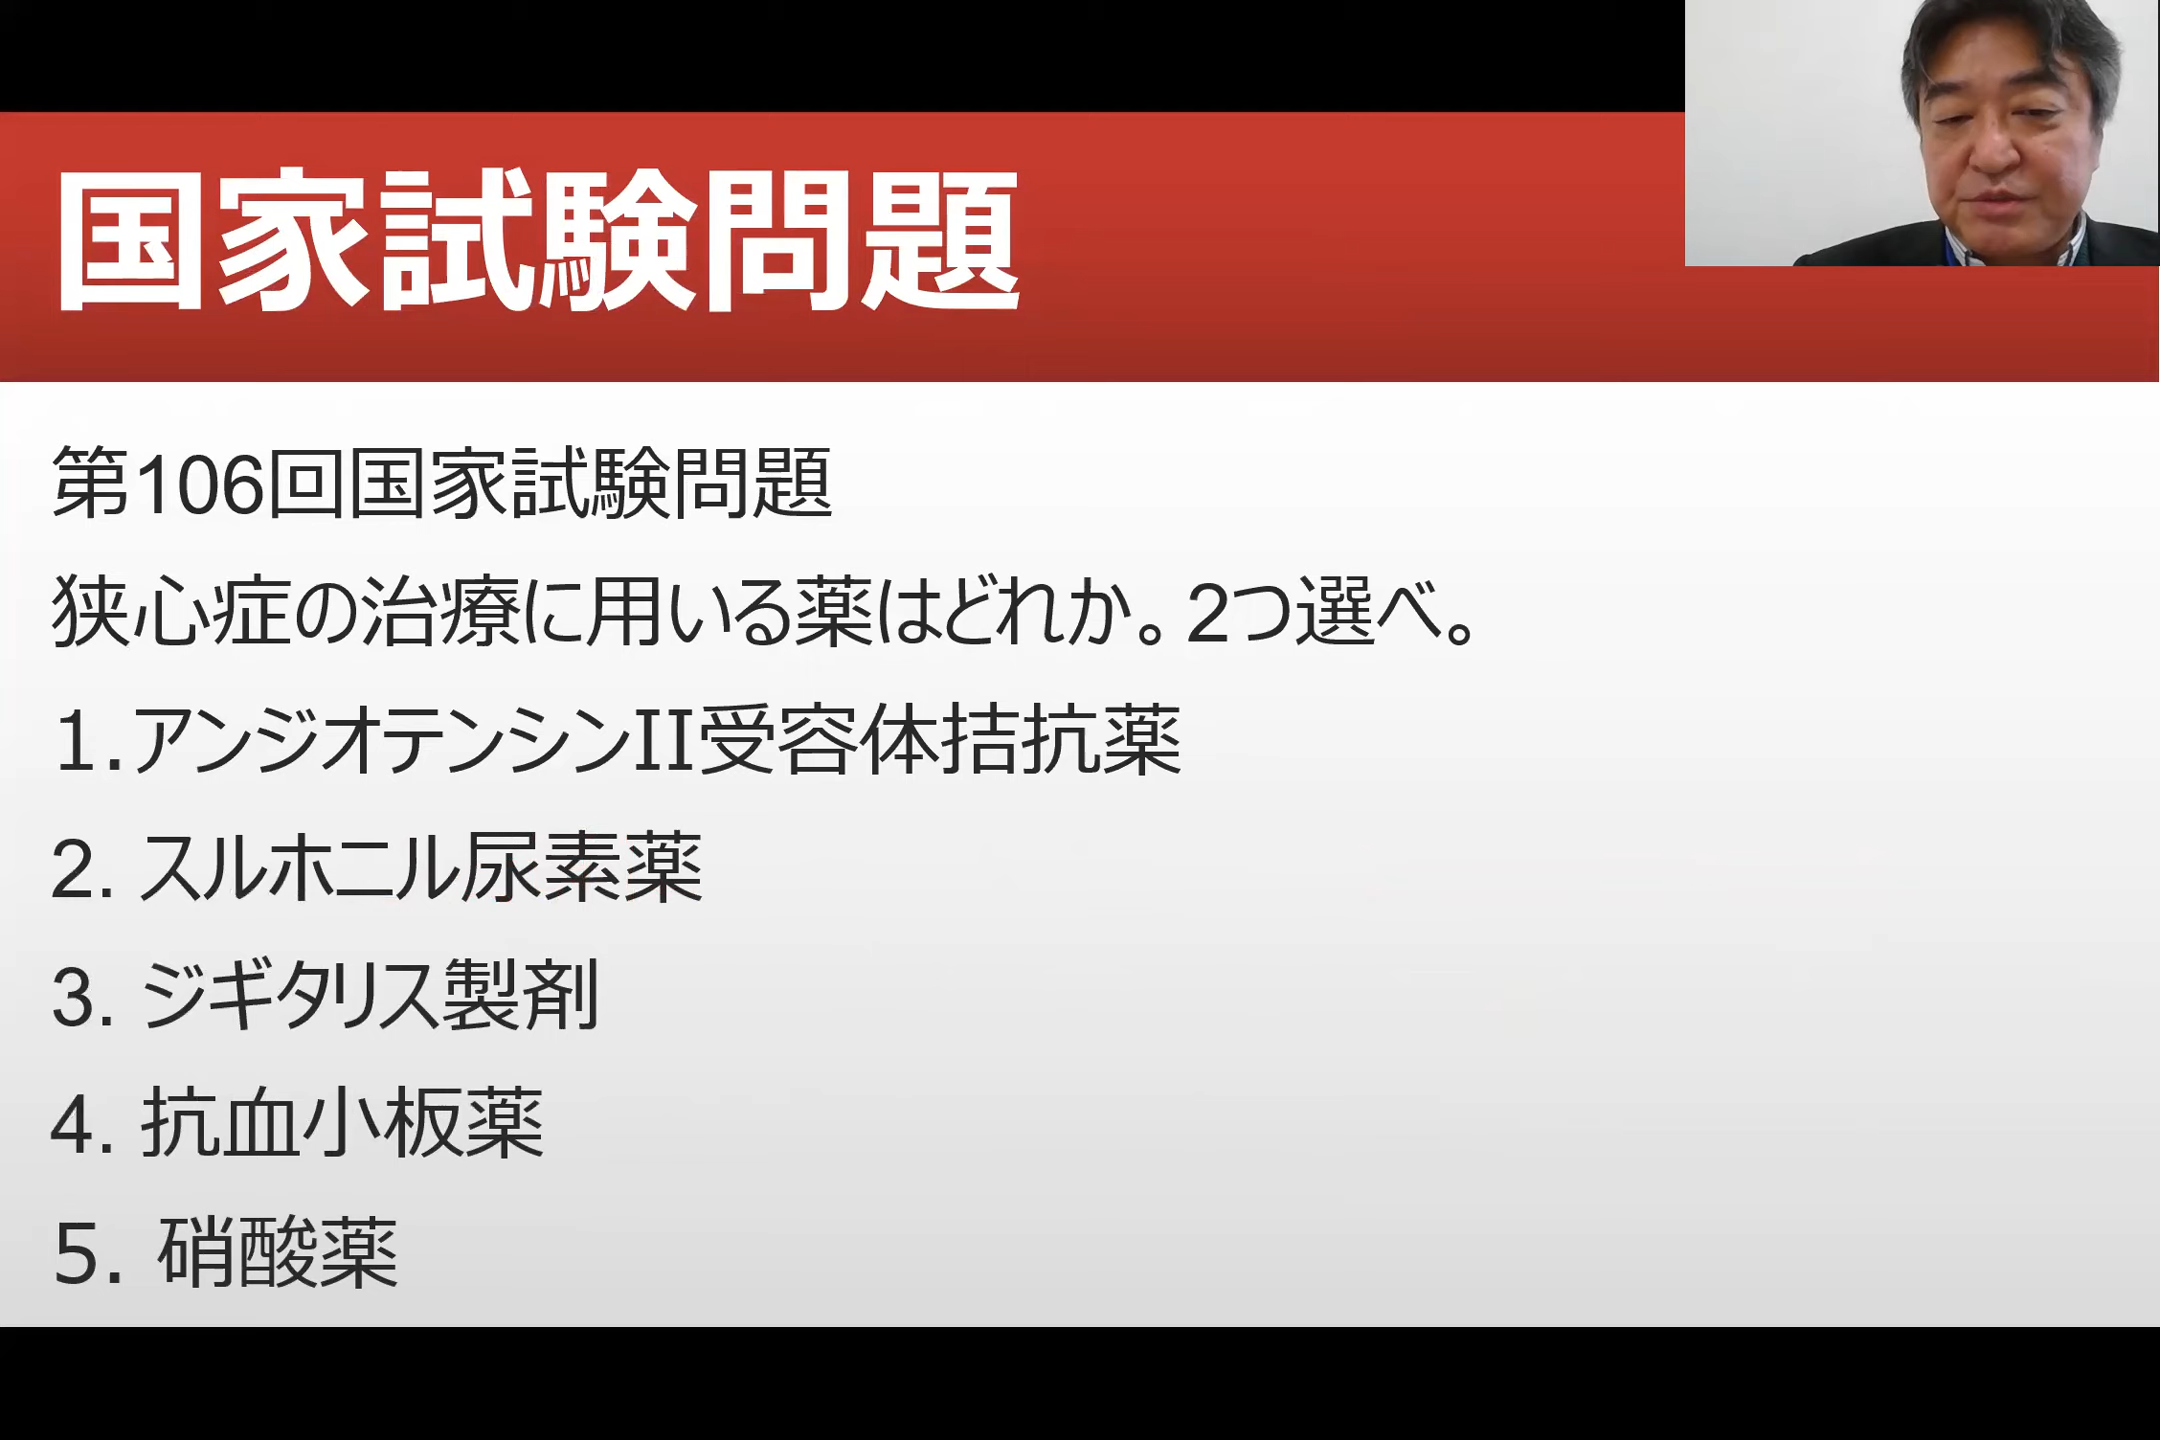 国家試験問題
第106回国家試験問題
狭心症の治療に用いる薬はどれか。2つ選べ。
1.アンジオテンシンII受容体拮抗薬
2. スルホニル尿素薬
3. ジギタリス製剤
4. 抗血小板薬
5. 硝酸薬